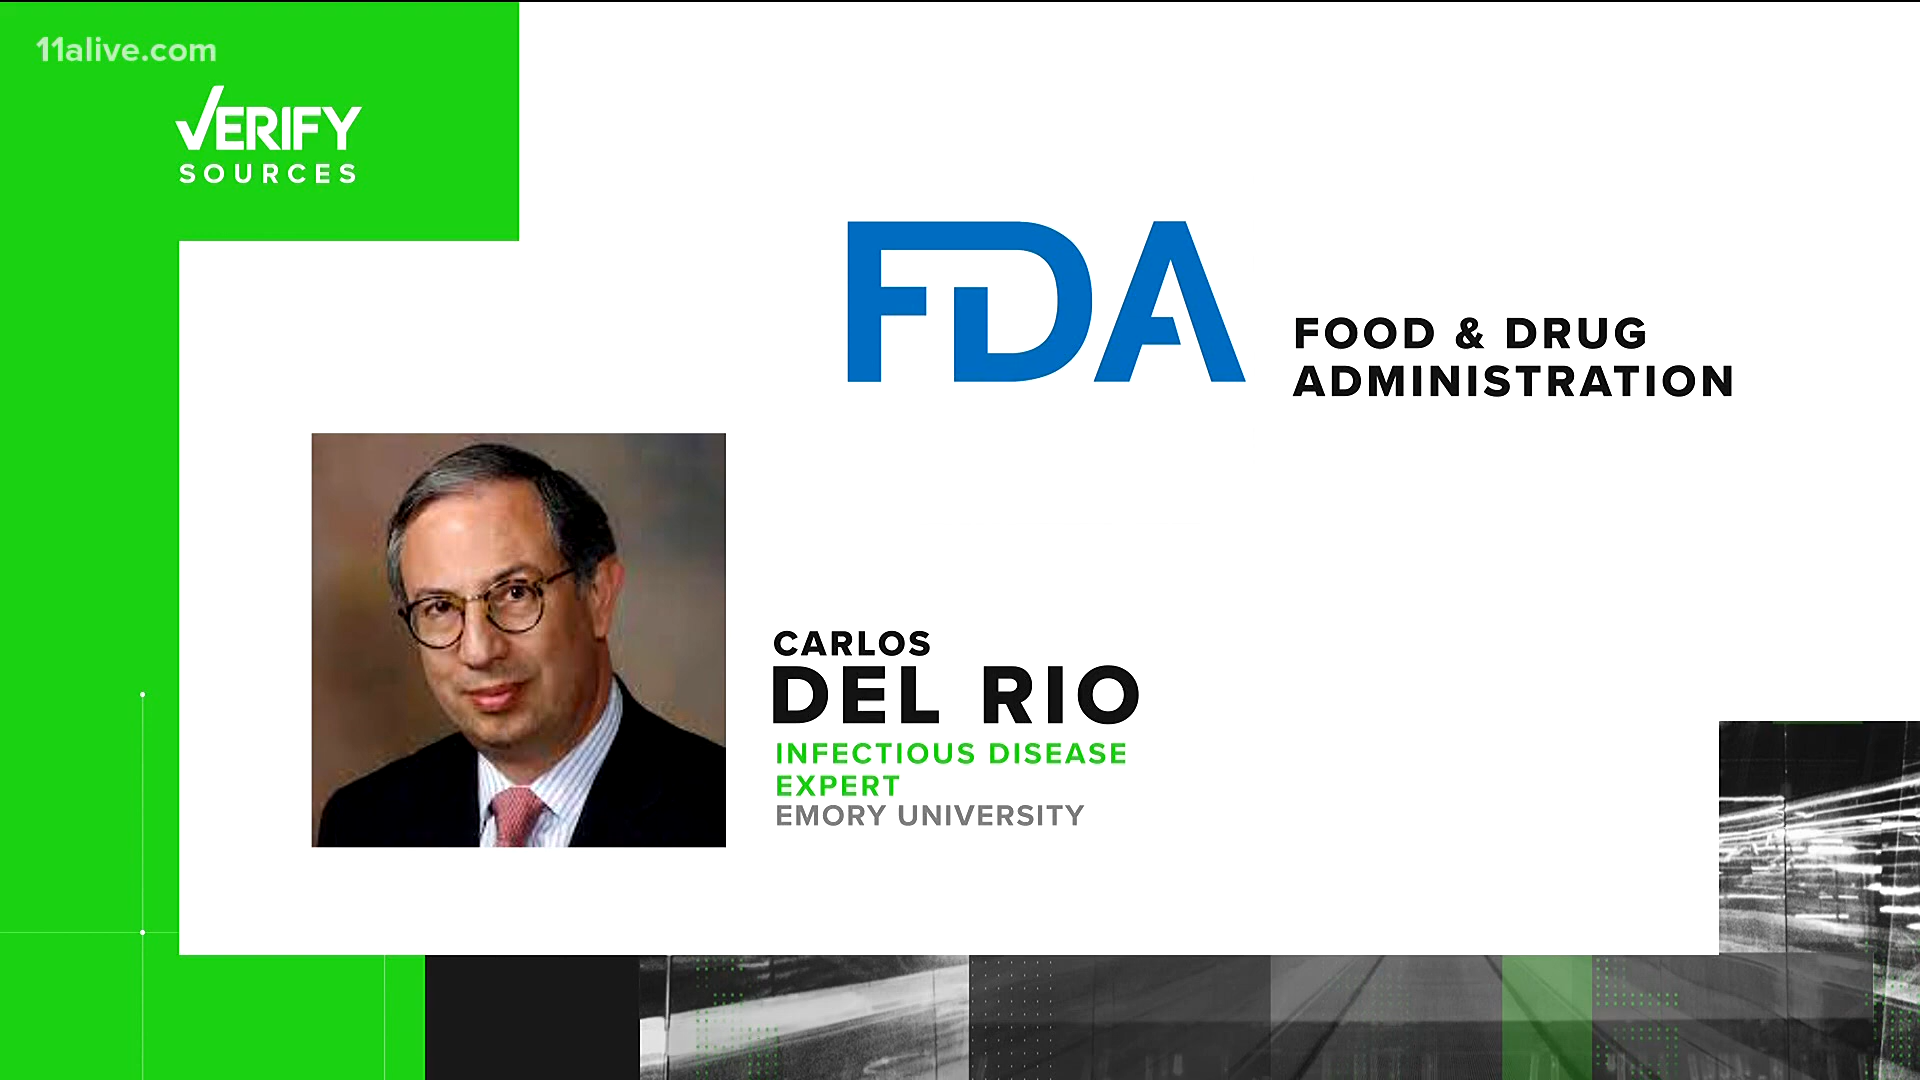 11alive.com
VERIFY
SOURCES
FDA
FOOD & DRUG
ADMINISTRATION
CARLOS
DEL RIO
INFECTIOUS DISEASE
EXPERT
EMORY UNIVERSITY